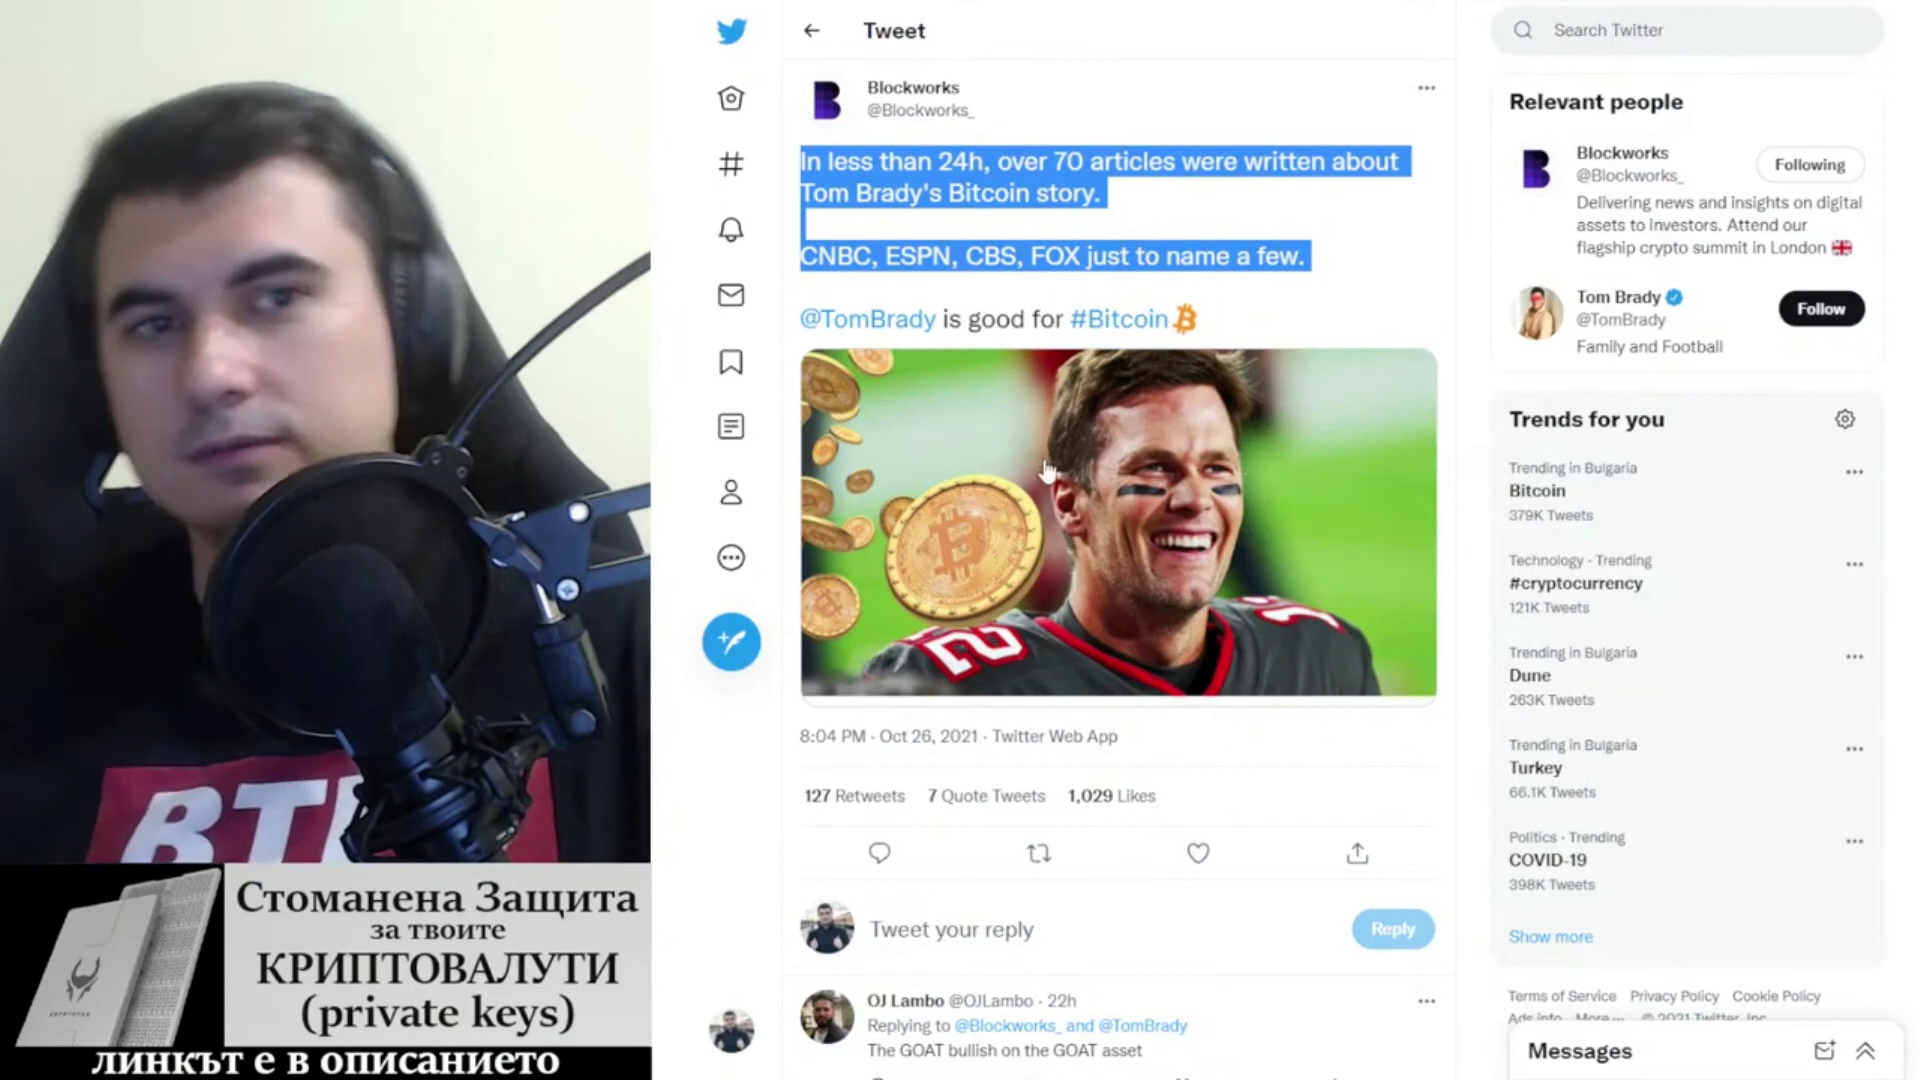 Tweet
Blockworks
@Blockworks_
In less than 24h, over 70 articles were written about
Tom Brady's Bitcoin story.
CNBC, ESPN, CBS, FOX just to name a few.
@TomBrady is good for #Bitcoin
12
8:04 PM · Oct 26, 2021 · Twitter Web App
127 Retweets 7 Quote Tweets 1,029 Likes
Tweet your reply
Reply
OJ Lambo @OJLambo · 22h
Replying to @Blockworks_ and @TomBrady
The GOAT bullish on the GOAT asset
Search Twitter
Relevant people
Blockworks
@Blockworks_
Following
Delivering news and insights on digital
assets to investors. Attend our
flagship crypto summit in London
Tom Brady
@TomBrady
Follow
Family and Football
Trends for you
Trending in Bulgaria
Bitcoin
379K Tweets
Technology · Trending
#cryptocurrency
121K Tweets
Trending in Bulgaria
Dune
263K Tweets
Trending in Bulgaria
Turkey
66.1K Tweets
Politics · Trending
COVID-19
398K Tweets
Show more
Terms of Service Privacy Policy Cookie Policy
Ads info More ... © 2021 Twitter, Inc.
Messages
Стоманена Защита
за твоите
КРИПТОВАЛУТИ
(private keys)
линкът е в описанието